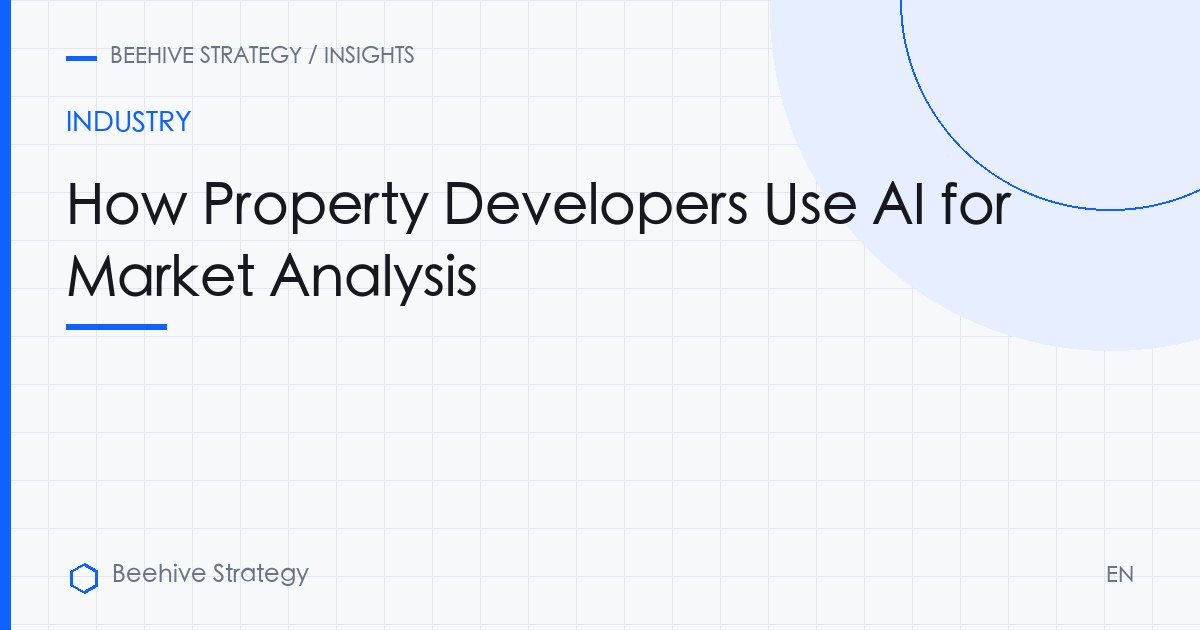 BEEHIVE STRATEGY / INSIGHTS
INDUSTRY
How Property Developers Use AI for
Market Analysis
Beehive Strategy
EN